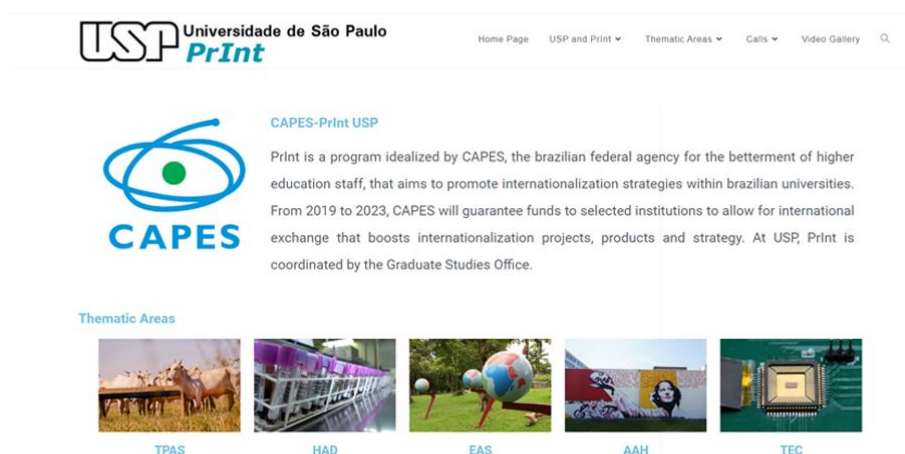 USP Universidade de São Paulo
PrInt
Home Page USP and PrInt Thematic Areas Calls Video Gallery
CAPES-PrInt USP
PrInt is a program idealized by CAPES, the brazilian federal agency for the betterment of higher
education staff, that aims to promote internationalization strategies within brazilian universities.
From 2019 to 2023, CAPES will guarantee funds to selected institutions to allow for international
exchange that boosts internationalization projects, products and strategy. At USP, PrInt is
coordinated by the Graduate Studies Office.
CAPES
Thematic Areas
TPAS HAD EAS AAH TEC